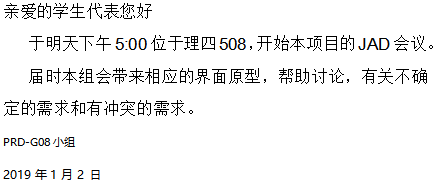 亲爱的学生代表您好
于明天下午 5:00 位于理四 508，开始本项目的 JAD 会议。
届时本组会带来相应的界面原型，帮助讨论，有关不确
定的需求和有冲突的需求。
PRD-G08 小组
2019 年 1 月 2 日